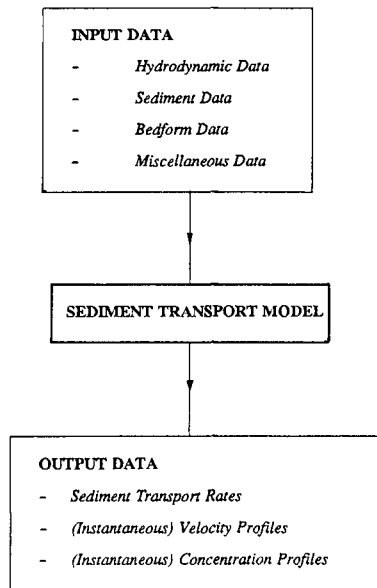 INPUT DATA
- Hydrodynamic Data
- Sediment Data
- Bedform Data
- Miscellaneous Data
SEDIMENT TRANSPORT MODEL
OUTPUT DATA
- Sediment Transport Rates
- (Instantaneous) Velocity Profiles
- (Instantaneous) Concentration Profiles